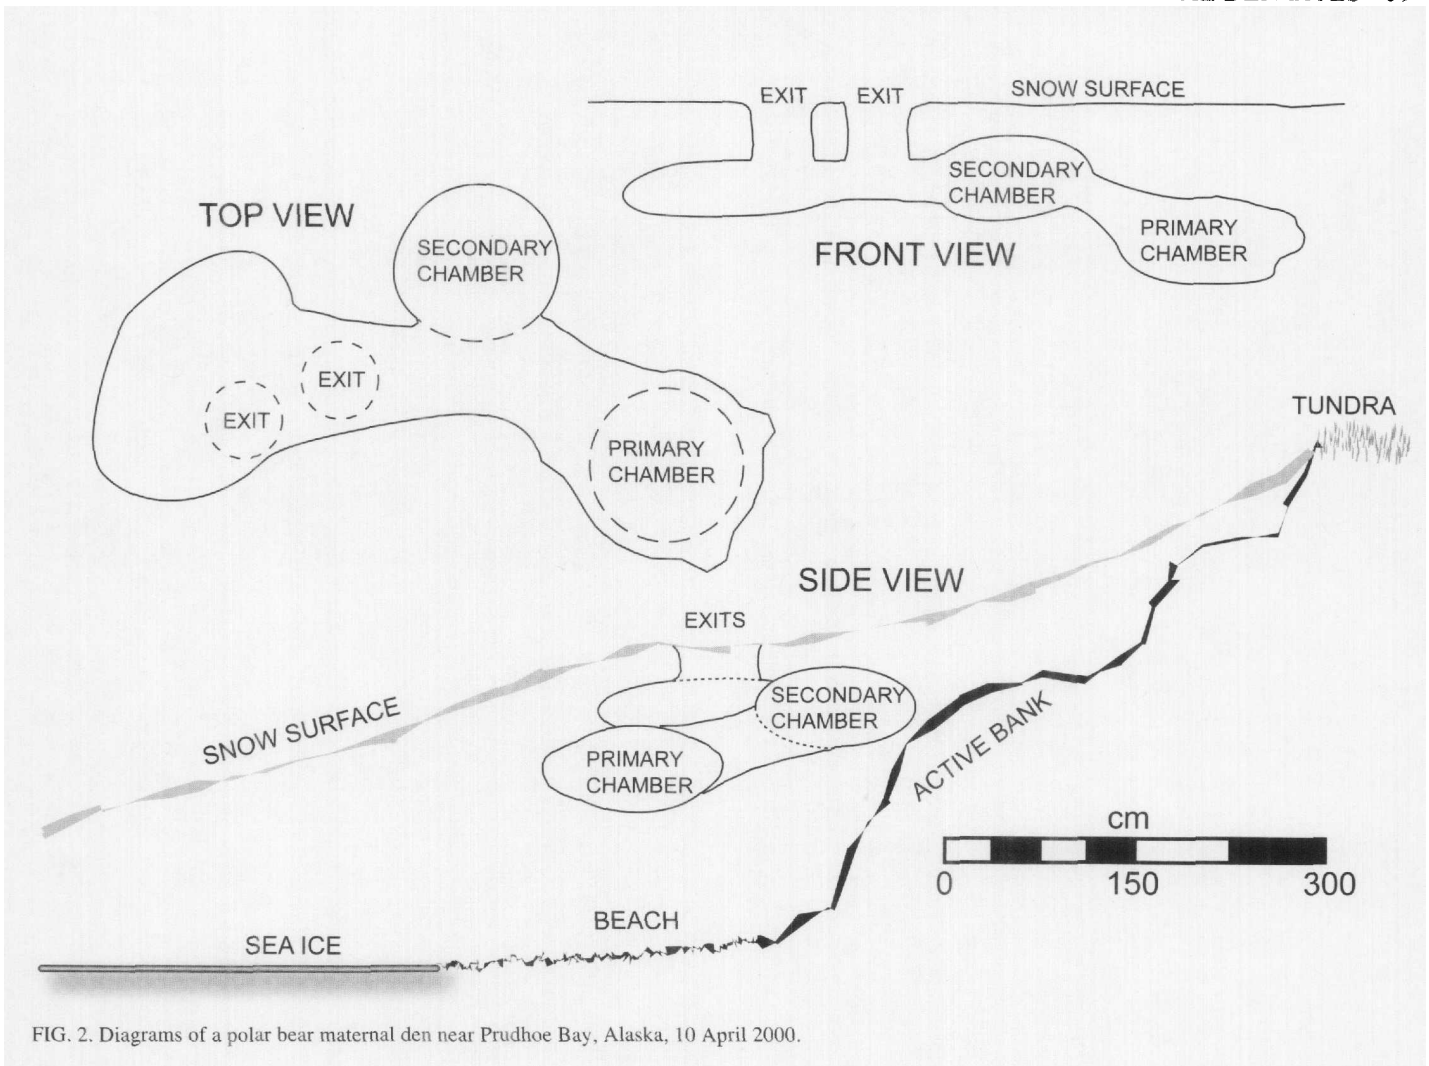 EXIT EXIT SNOW SURFACE
SECONDARY
CHAMBER
PRIMARY
CHAMBER
FRONT VIEW
TOP VIEW
SECONDARY
CHAMBER
EXIT
EXIT
PRIMARY
CHAMBER
TUNDRA
SIDE VIEW
EXITS
SNOW SURFACE
SECONDARY
CHAMBER
PRIMARY
CHAMBER
ACTIVE BANK
cm
0 150 300
BEACH
SEA ICE
FIG. 2. Diagrams of a polar bear maternal den near Prudhoe Bay, Alaska, 10 April 2000.